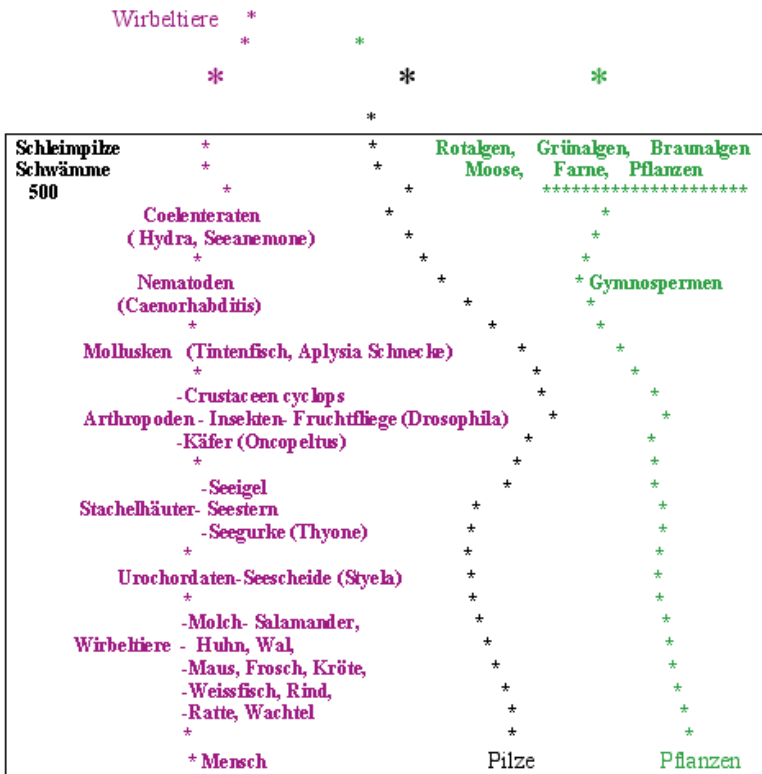 Wirbeltiere *
* *
* * *
*
Schleimpilze * * Rotalgen, Grünalgen, Braunalgen
Schwämme * * Moose, Farne, Pflanzen
500 * * ********************
Coelenteraten * *
( Hydra, Seeanemone) * *
* * *
Nematoden * * Gymnospermen
(Caenorhabditis) * *
* * *
Mollusken (Tintenfisch, Aplysia Schnecke) * *
* * *
-Crustaceen cyclops * *
Arthropoden - Insekten- Fruchtfliege (Drosophila) * *
-Käfer (Oncopeltus) * *
* * *
-Seeigel * *
Stachelhäuter- Seestern * *
-Seegurke (Thyone) * *
* * *
Urochordaten-Seescheide (Styela) * *
* * *
-Molch- Salamander, * *
Wirbeltiere - Huhn, Wal, * *
-Maus, Frosch, Kröte, * *
-Weissfisch, Rind, * *
-Ratte, Wachtel * *
* * *
* Mensch Pilze Pflanzen